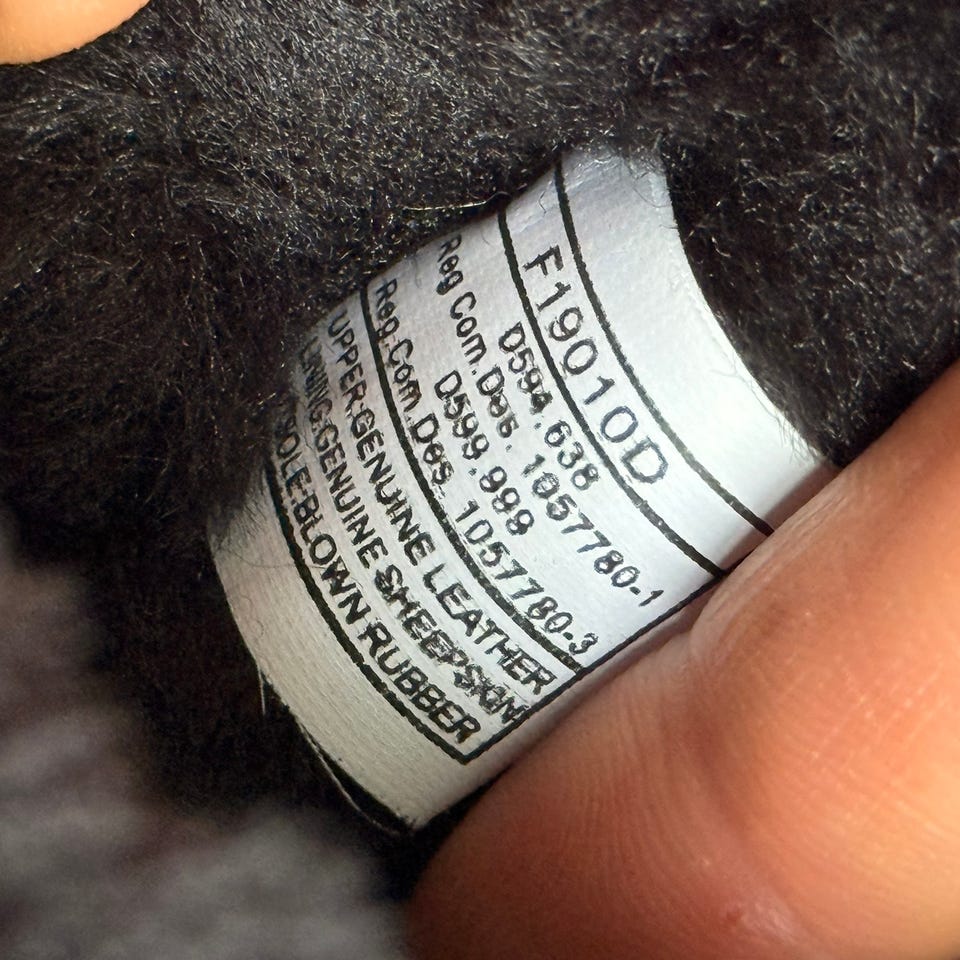 F19010D
D594,638
Reg Com.Des. 1057780-1
D599,999
Reg.Com.Des. 1057780-3
UPPER:GENUINE LEATHER
LINING:GENUINE SHEEPSKIN
SOLE:BLOWN RUBBER